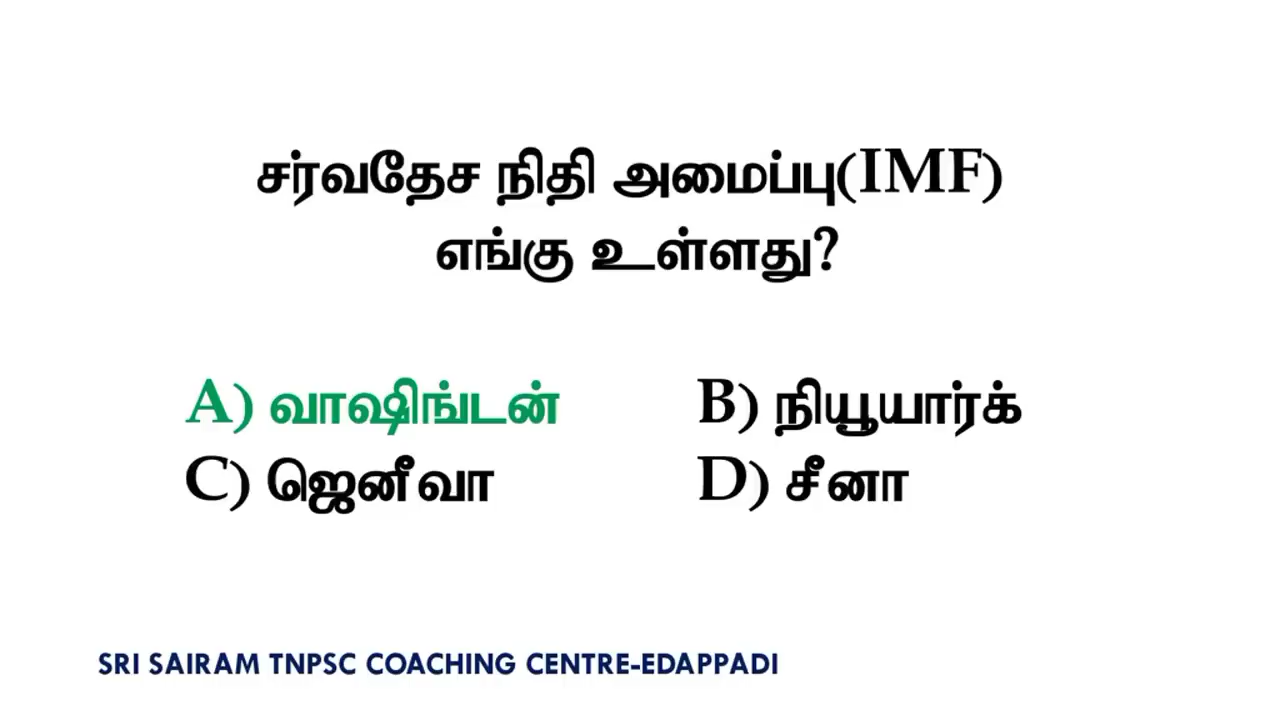 சர்வதேச நிதி அமைப்பு(IMF)
எங்கு உள்ளது?
A) வாஷிங்டன் B) நியூயார்க்
C) ஜெனீவா D) சீனா
SRI SAIRAM TNPSC COACHING CENTRE-EDAPPADI